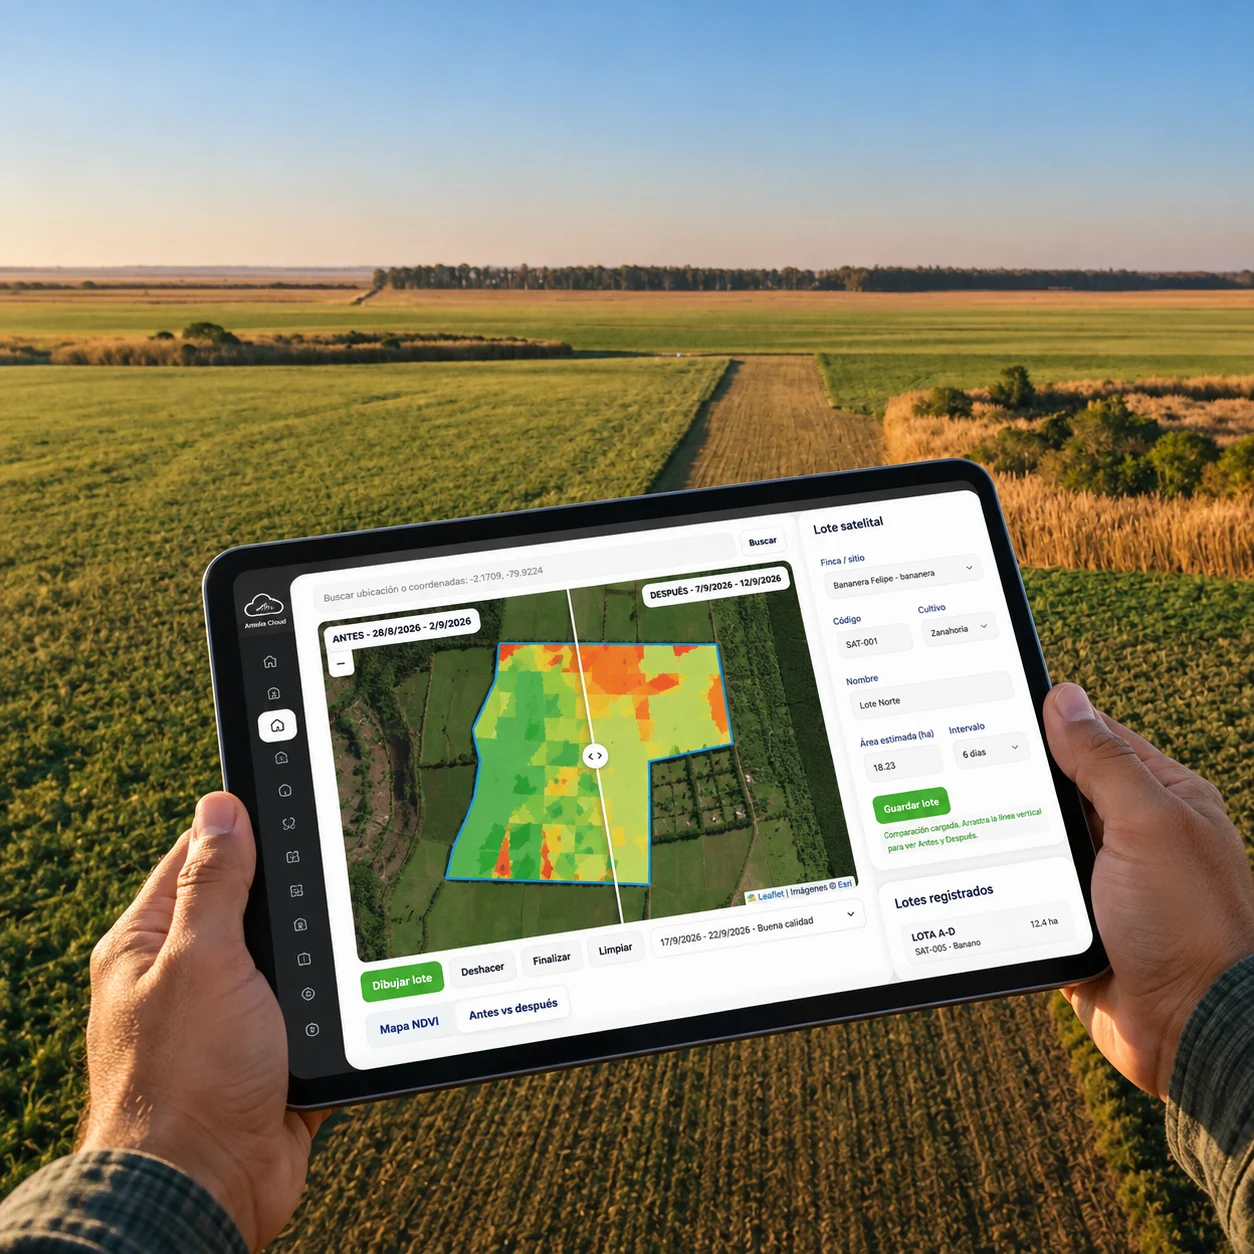 Armila Cloud
Buscar ubicación o coordenadas: -2.1709, -79.9224
Buscar
ANTES - 28/8/2026 - 2/9/2026
DESPUÉS - 7/9/2026 - 12/9/2026
−
Leaflet | Imágenes © Esri
Dibujar lote
Deshacer
Finalizar
Limpiar
17/9/2026 - 22/9/2026 - Buena calidad
Mapa NDVI
Antes vs después
Lote satelital
Finca / sitio
Bananera Felipe - bananera
Código
Cultivo
SAT-001
Zanahoria
Nombre
Lote Norte
Área estimada (ha)
Intervalo
18.23
6 dias
Guardar lote
Comparación cargada. Arrastra la línea vertical
para ver Antes y Después.
Lotes registrados
LOTA A-D
12.4 ha
SAT-005 - Banano